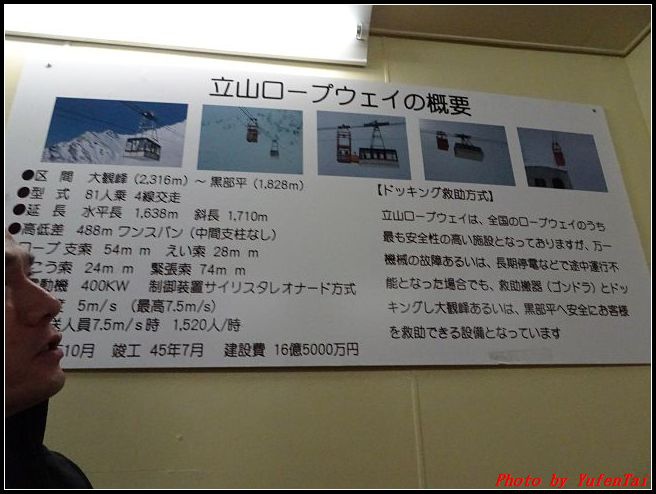 立山ロープウェイの概要
●区 間 大観峰（2,316m）～ 黒部平（1,828m）
●型 式 81人乗 4線交走
●延 長 水平長 1,638m 斜長 1,710m
●高低差 488m ワンスパン（中間支柱なし）
ロープ 支索 54m m えい索 28m m
こう索 24m m 緊張索 74m m
動機 400KW 制御装置サイリスタレオナード方式
度 5m/s （最高7.5m/s）
人員7.5m/s時 1,520人/時
10月 竣工 45年7月 建設費 16億5000万円
【ドッキング救助方式】
立山ロープウェイは、全国のロープウェイのうち
最も安全性の高い施設となっておりますが、万一
機械の故障あるいは、長期停電などで途中運行不
能となった場合でも、救助搬器（ゴンドラ）とドッ
キングし大観峰あるいは、黒部平へ安全にお客様
を救助できる設備となっています
Photo by YufenTai